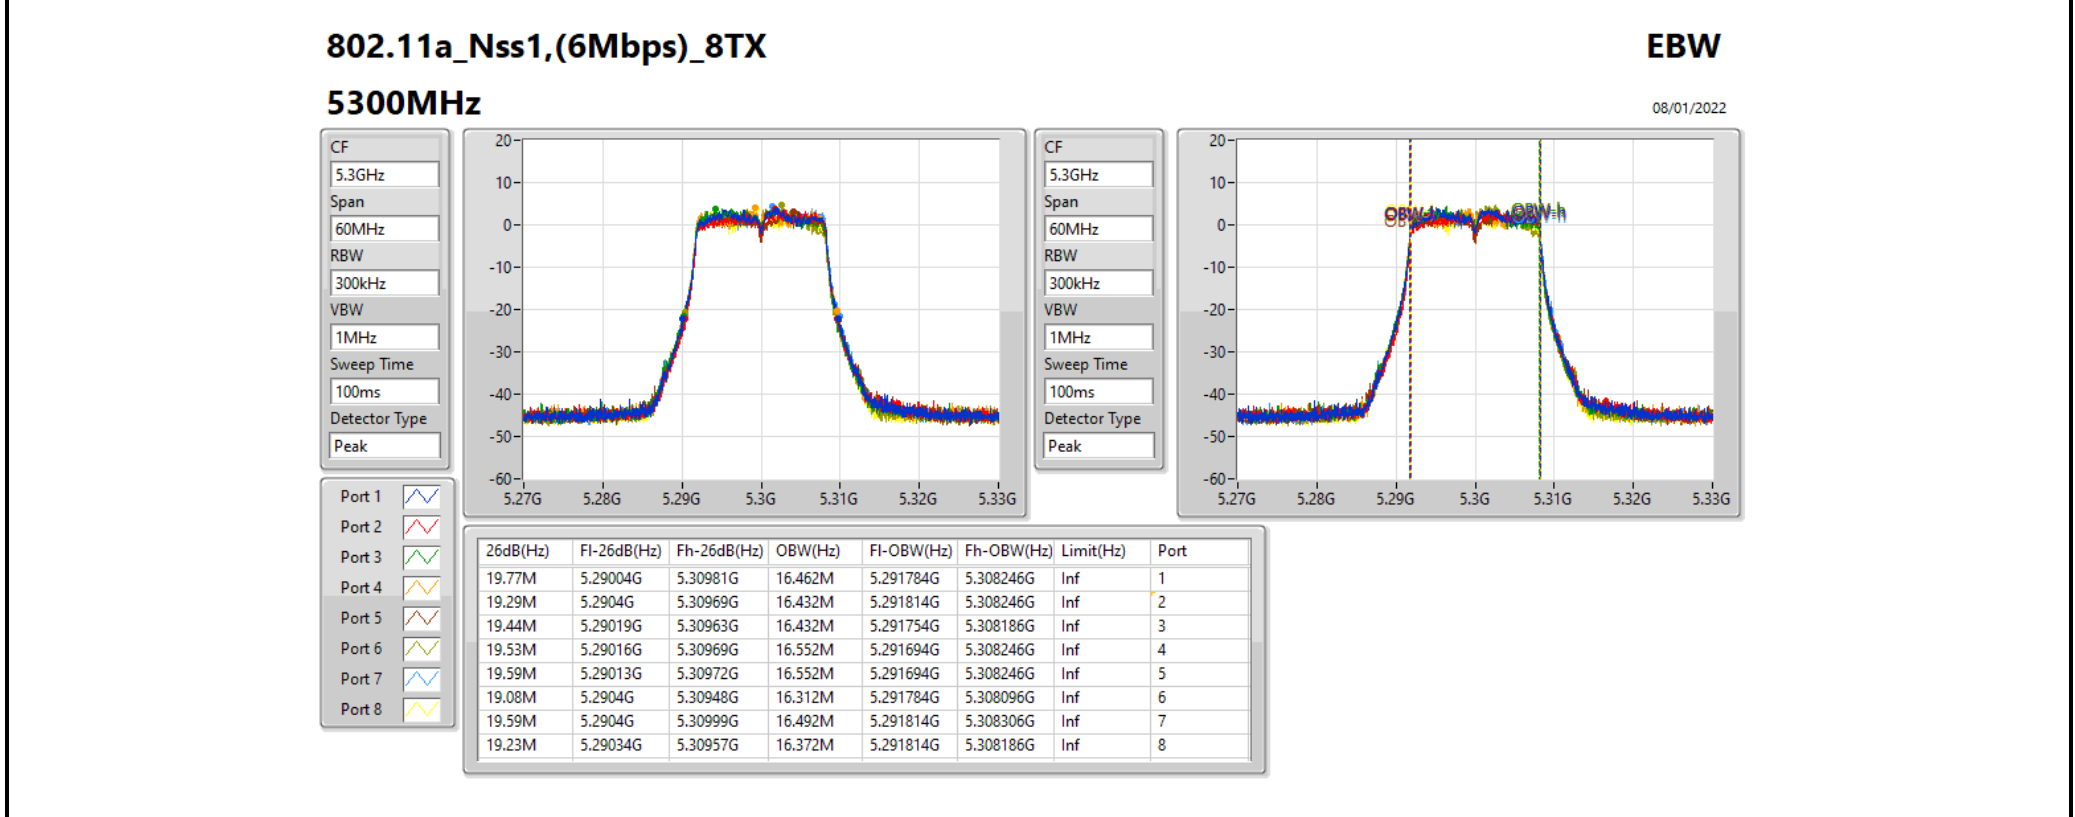 802.11a_Nss1,(6Mbps)_8TX EBW
5300MHz 08/01/2022
CF
5.3GHz
Span
60MHz
RBW
300kHz
VBW
1MHz
Sweep Time
100ms
Detector Type
Peak
20
10
0
-10
-20
-30
-40
-50
-60
5.27G 5.28G 5.29G 5.3G 5.31G 5.32G 5.33G
CF
5.3GHz
Span
60MHz
RBW
300kHz
VBW
1MHz
Sweep Time
100ms
Detector Type
Peak
20
10
0
-10
-20
-30
-40
-50
-60
OBW-h
5.27G 5.28G 5.29G 5.3G 5.31G 5.32G 5.33G
Port 1
Port 2
Port 3
Port 4
Port 5
Port 6
Port 7
Port 8
26dB(Hz) Fl-26dB(Hz) Fh-26dB(Hz) OBW(Hz) Fl-OBW(Hz) Fh-OBW(Hz) Limit(Hz) Port
19.77M 5.29004G 5.30981G 16.462M 5.291784G 5.308246G Inf 1
19.29M 5.2904G 5.30969G 16.432M 5.291814G 5.308246G Inf 2
19.44M 5.29019G 5.30963G 16.432M 5.291754G 5.308186G Inf 3
19.53M 5.29016G 5.30969G 16.552M 5.291694G 5.308246G Inf 4
19.59M 5.29013G 5.30972G 16.552M 5.291694G 5.308246G Inf 5
19.08M 5.2904G 5.30948G 16.312M 5.291784G 5.308096G Inf 6
19.59M 5.2904G 5.30999G 16.492M 5.291814G 5.308306G Inf 7
19.23M 5.29034G 5.30957G 16.372M 5.291814G 5.308186G Inf 8